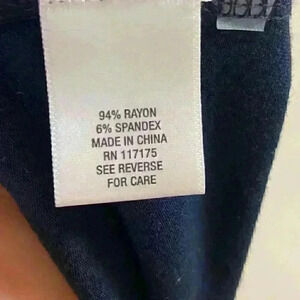 94% RAYON
6% SPANDEX
MADE IN CHINA
RN 117175
SEE REVERSE
FOR CARE